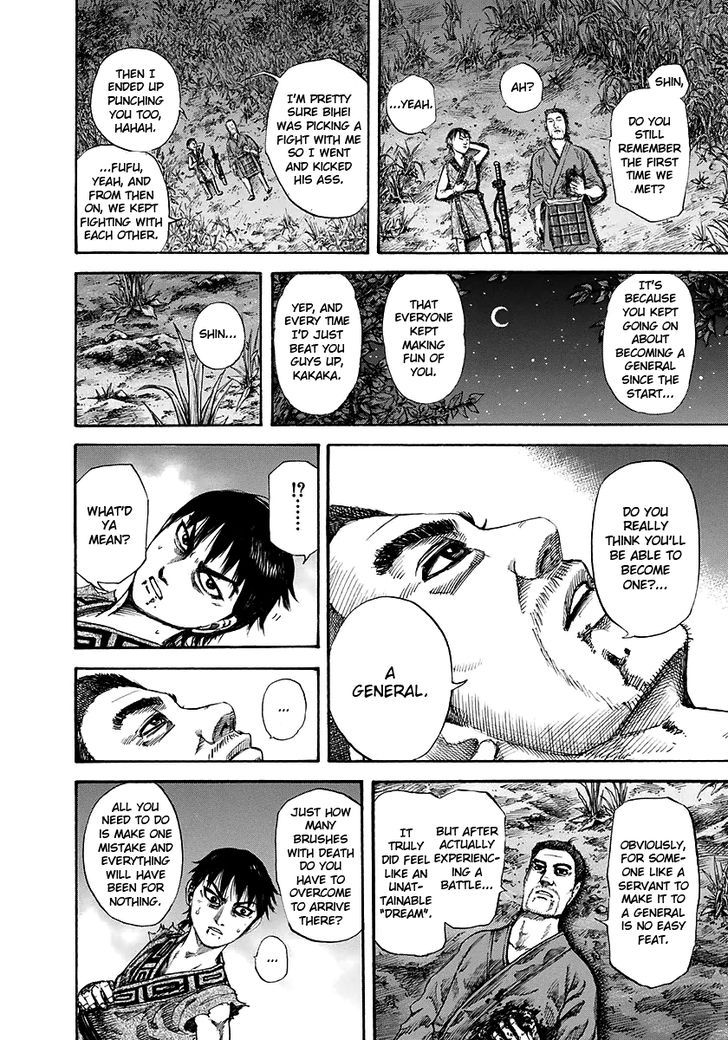 SHIN,
DO YOU
STILL
REMEMBER
THE FIRST
TIME WE
MET?
AH?
...YEAH.
I'M PRETTY
SURE BIHEI
WAS PICKING A
FIGHT WITH ME
SO I WENT
AND KICKED
HIS ASS.
THEN I
ENDED UP
PUNCHING
YOU TOO,
HAHAH.
...FUFU,
YEAH, AND
FROM THEN
ON, WE KEPT
FIGHTING WITH
EACH OTHER.
IT'S
BECAUSE
YOU KEPT
GOING ON
ABOUT
BECOMING A
GENERAL
SINCE THE
START...
THAT
EVERYONE
KEPT
MAKING
FUN OF
YOU.
YEP, AND
EVERY TIME
I'D JUST
BEAT YOU
GUYS UP,
KAKAKA.
SHIN...
DO YOU
REALLY
THINK YOU'LL
BE ABLE TO
BECOME
ONE?...
A
GENERAL.
!?
......
WHAT'D
YA
MEAN?
...
OBVIOUSLY,
FOR SOME-
ONE LIKE A
SERVANT TO
MAKE IT TO
A GENERAL
IS NO EASY
FEAT.
BUT AFTER
ACTUALLY
EXPERIENC-
ING A
BATTLE...
IT
TRULY
DID FEEL
LIKE AN
UNAT-
TAINABLE
"DREAM".
JUST HOW
MANY
BRUSHES
WITH DEATH
DO YOU
HAVE TO
OVERCOME
TO ARRIVE
THERE?
ALL YOU
NEED TO DO
IS MAKE ONE
MISTAKE AND
EVERYTHING
WILL HAVE
BEEN FOR
NOTHING.
...